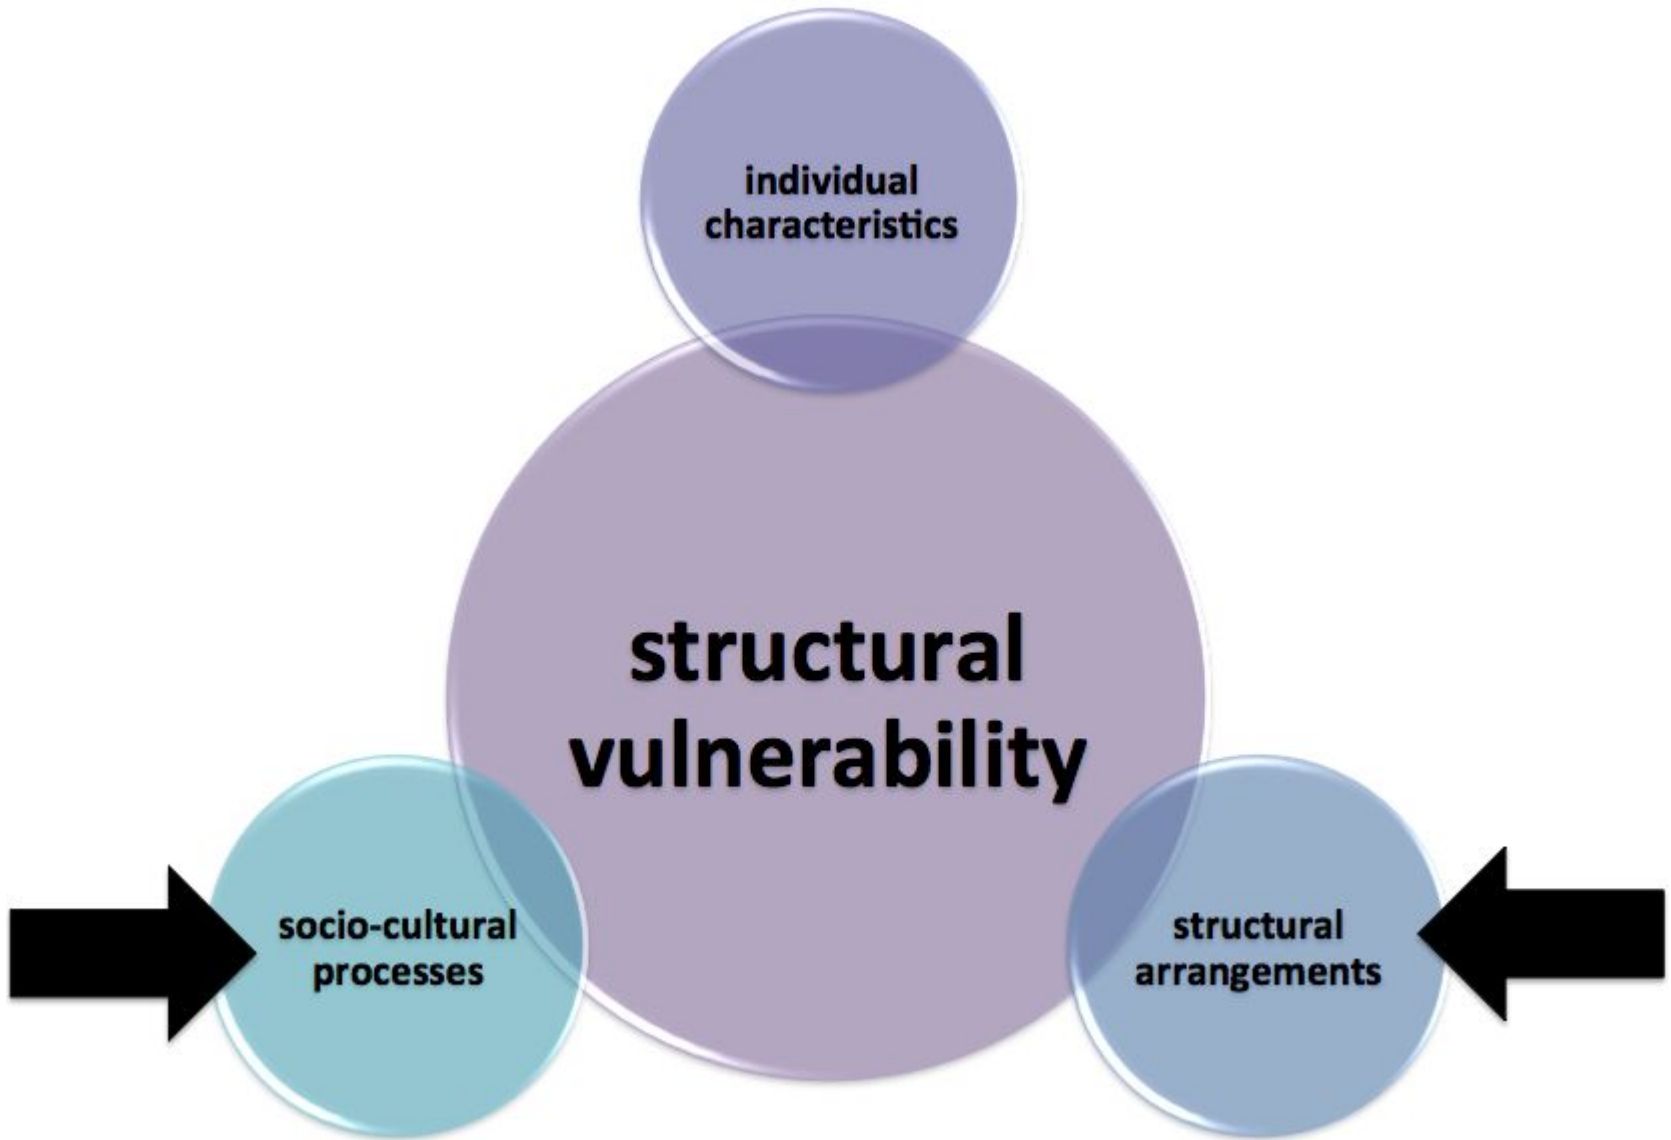 individual
characteristics
structural
vulnerability
socio-cultural
processes
structural
arrangements